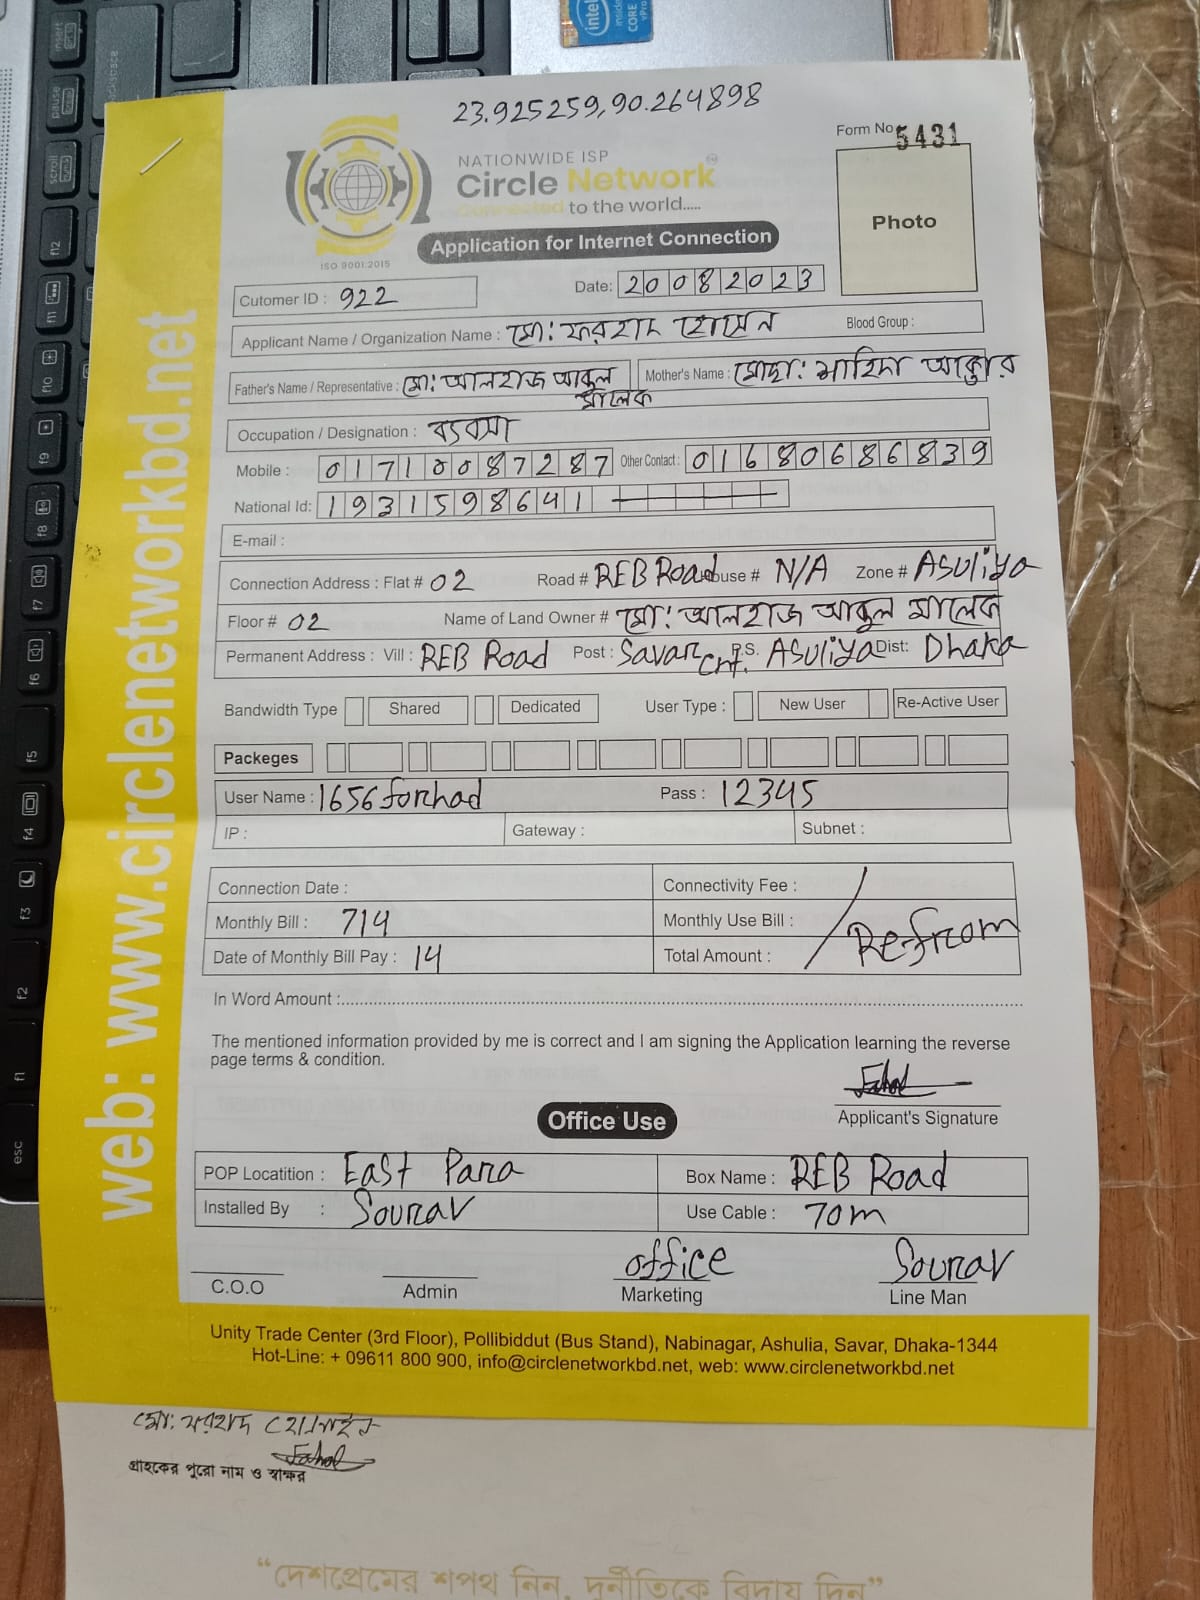 23.925259,90.264898
Form No 5431
NATIONWIDE ISP
Circle Network
Connected to the world.....
ISO 9001:2015
Application for Internet Connection
Photo
Cutomer ID : 922
Date: 20082023
Applicant Name / Organization Name : মো: ফরহাদ হোসেন Blood Group :
Father's Name / Representative : মো: আলহাজ আব্দুল মালেক Mother's Name : মোছা: মাহিদা আক্তার
Occupation / Designation : ব্যবসা
Mobile : 01710087287 Other Contact : 01680686839
National Id: 1931598641
E-mail :
Connection Address : Flat # 02 Road # REB Road House # N/A Zone # Asuliya
Floor # 02 Name of Land Owner # মো: আলহাজ আব্দুল মালেক
Permanent Address : Vill : REB Road Post : Savar Cnt. P.S. Asuliya Dist: Dhaka
Bandwidth Type Shared Dedicated User Type : New User Re-Active User
Packeges
User Name : 1656forhad Pass : 12345
IP : Gateway : Subnet :
Connection Date : Connectivity Fee :
Monthly Bill : 714 Monthly Use Bill :
Re-from
Date of Monthly Bill Pay : 14 Total Amount :
In Word Amount :
The mentioned information provided by me is correct and I am signing the Application learning the reverse
page terms & condition.
Applicant's Signature
Office Use
POP Locatition : East Para Box Name : REB Road
Installed By : Sourav Use Cable : 70m
office Sourav
C.O.O Admin Marketing Line Man
Unity Trade Center (3rd Floor), Pollibiddut (Bus Stand), Nabinagar, Ashulia, Savar, Dhaka-1344
Hot-Line: + 09611 800 900, info@circlenetworkbd.net, web: www.circlenetworkbd.net
web: www.circlenetworkbd.net
মো: ফরহাদ হোসাইন
গ্রাহকের পুরো নাম ও স্বাক্ষর
“দেশপ্রেমের শপথ নিন, দুর্নীতিকে বিদায় দিন”